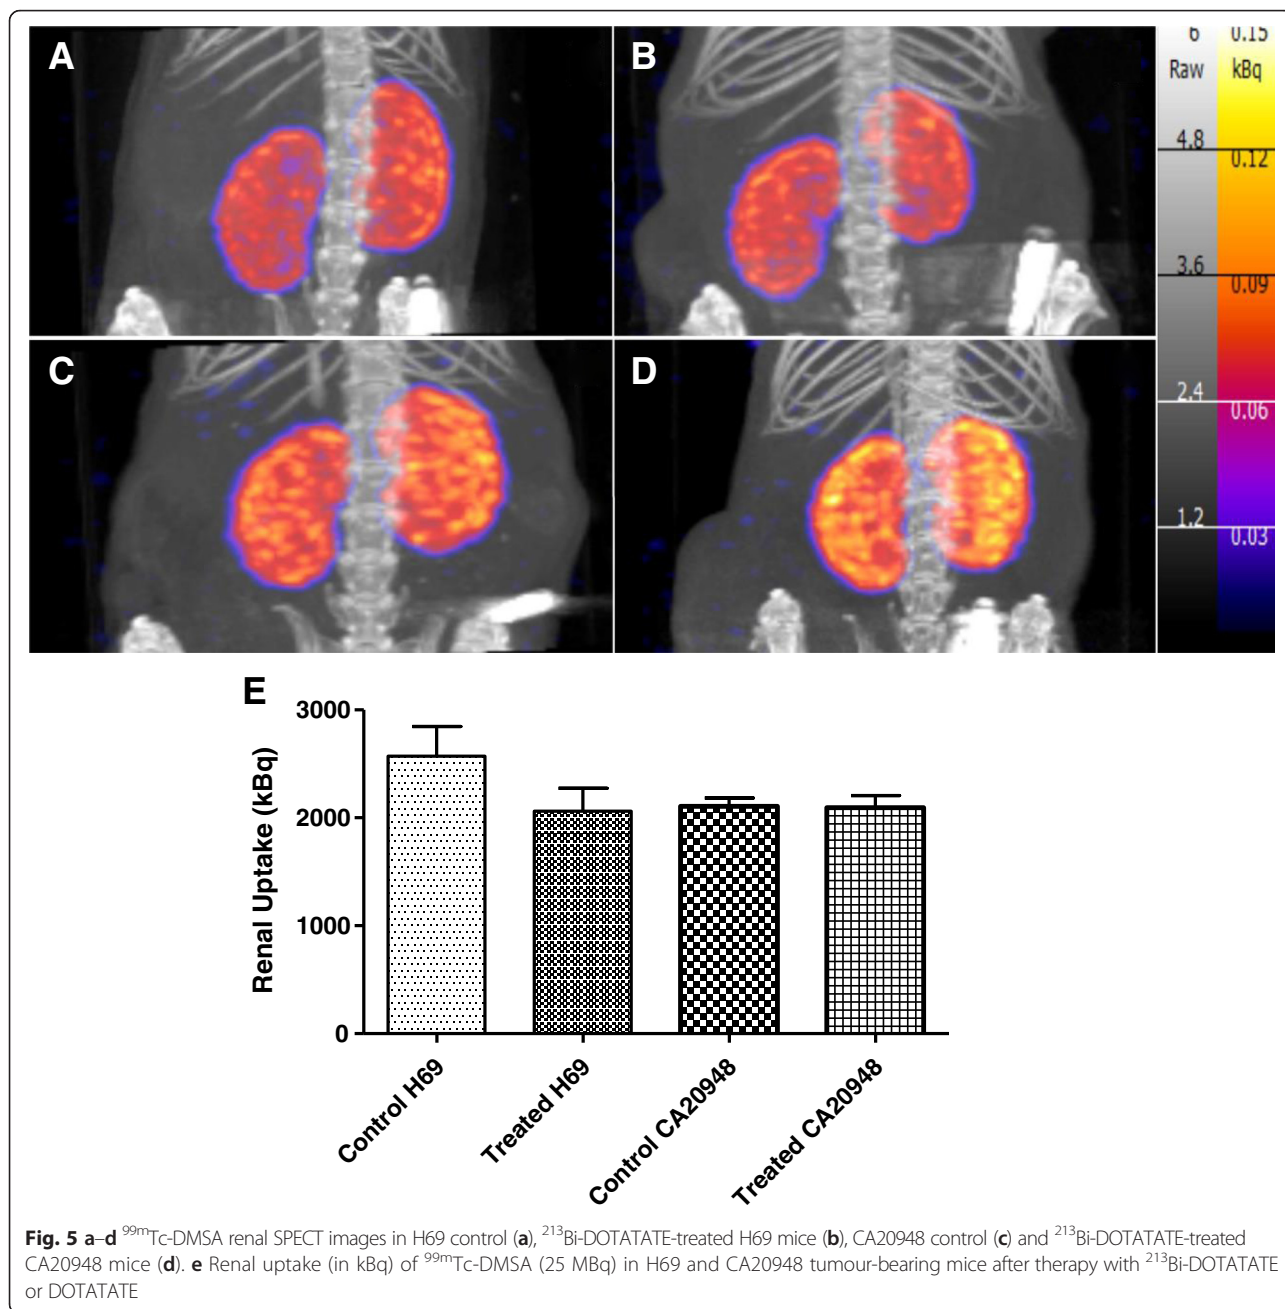 A
B
6 0.15
Raw kBq
4.8 0.12
3.6 0.09
2.4 0.06
1.2 0.03
C
D
E
3000
2000
1000
0
Renal Uptake (kBq)
Control H69
Treated H69
Control CA20948
Treated CA20948
Fig. 5 a–d 99mTc-DMSA renal SPECT images in H69 control (a), 213Bi-DOTATATE-treated H69 mice (b), CA20948 control (c) and 213Bi-DOTATATE-treated
CA20948 mice (d). e Renal uptake (in kBq) of 99mTc-DMSA (25 MBq) in H69 and CA20948 tumour-bearing mice after therapy with 213Bi-DOTATATE
or DOTATATE